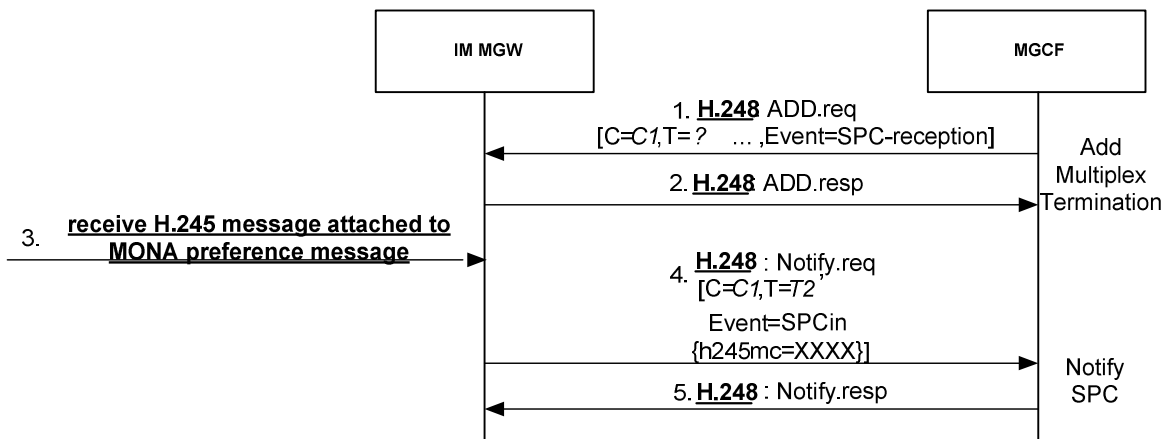 IM MGW
MGCF
1. H.248: ADD.req
[C=C1,T= ? ... ,Event=SPC-reception]
Add
Multiplex
Termination
2. H.248: ADD.resp
3. receive H.245 message attached to
MONA preference message
4. H.248 : Notify.req
[C=C1,T=T2 ,
Event=SPCin
{h245mc=XXXX}]
Notify
SPC
5. H.248 : Notify.resp